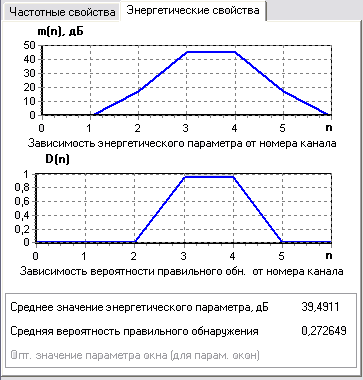 Частотные свойства Энергетические свойства
m(n), дБ
50
40
30
20
10
0
0 1 2 3 4 5 n
Зависимость энергетического параметра от номера канала
D(n)
1
0,8
0,6
0,4
0,2
0
0 1 2 3 4 5 n
Зависимость вероятности правильного обн. от номера канала
Среднее значение энергетического параметра, дБ 39,4911
Средняя вероятность правильного обнаружения 0,272649
Опт. значение параметра окна (для парам. окон)